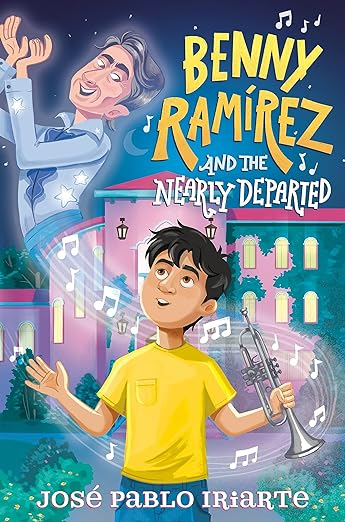 BENNY
RAMÍREZ
AND THE
NEARLY DEPARTED
JOSÉ PABLO IRIARTE